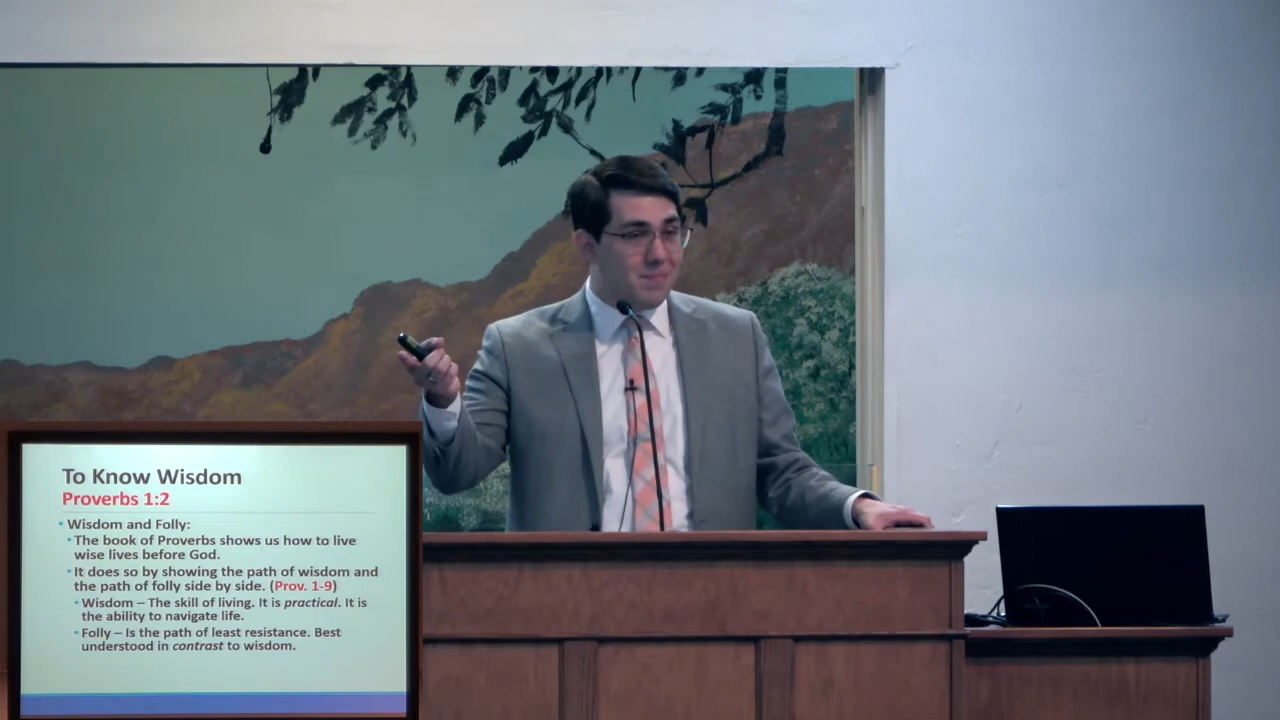 To Know Wisdom
Proverbs 1:2
• Wisdom and Folly:
• The book of Proverbs shows us how to live
wise lives before God.
• It does so by showing the path of wisdom and
the path of folly side by side. (Prov. 1-9)
• Wisdom – The skill of living. It is practical. It is
the ability to navigate life.
• Folly – Is the path of least resistance. Best
understood in contrast to wisdom.